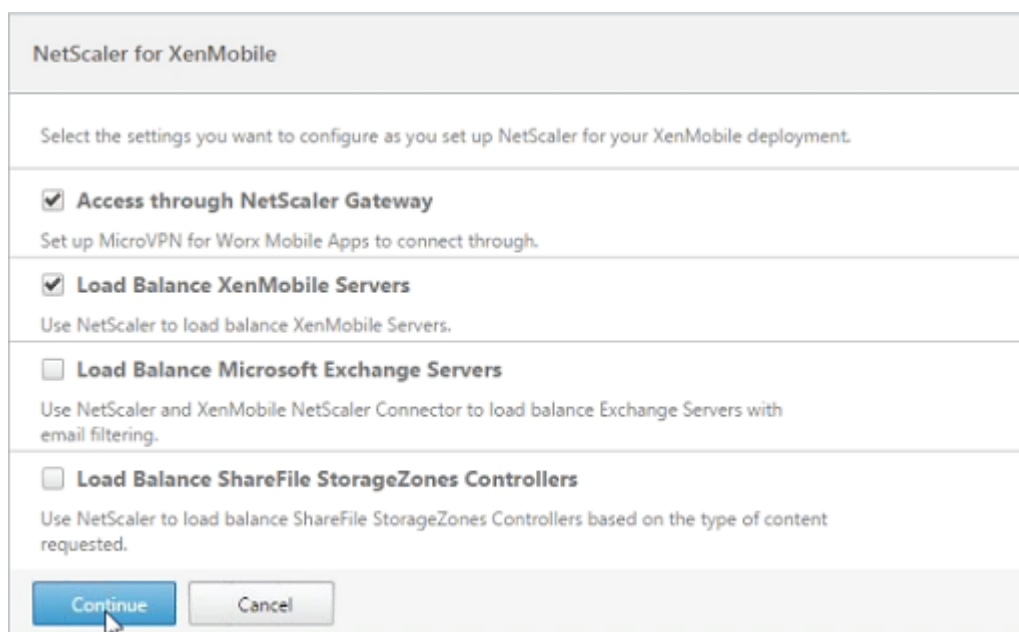 NetScaler for XenMobile
Select the settings you want to configure as you set up NetScaler for your XenMobile deployment.
Access through NetScaler Gateway
Set up MicroVPN for Worx Mobile Apps to connect through.
Load Balance XenMobile Servers
Use NetScaler to load balance XenMobile Servers.
Load Balance Microsoft Exchange Servers
Use NetScaler and XenMobile NetScaler Connector to load balance Exchange Servers with
email filtering.
Load Balance ShareFile StorageZones Controllers
Use NetScaler to load balance ShareFile StorageZones Controllers based on the type of content
requested.
Continue Cancel